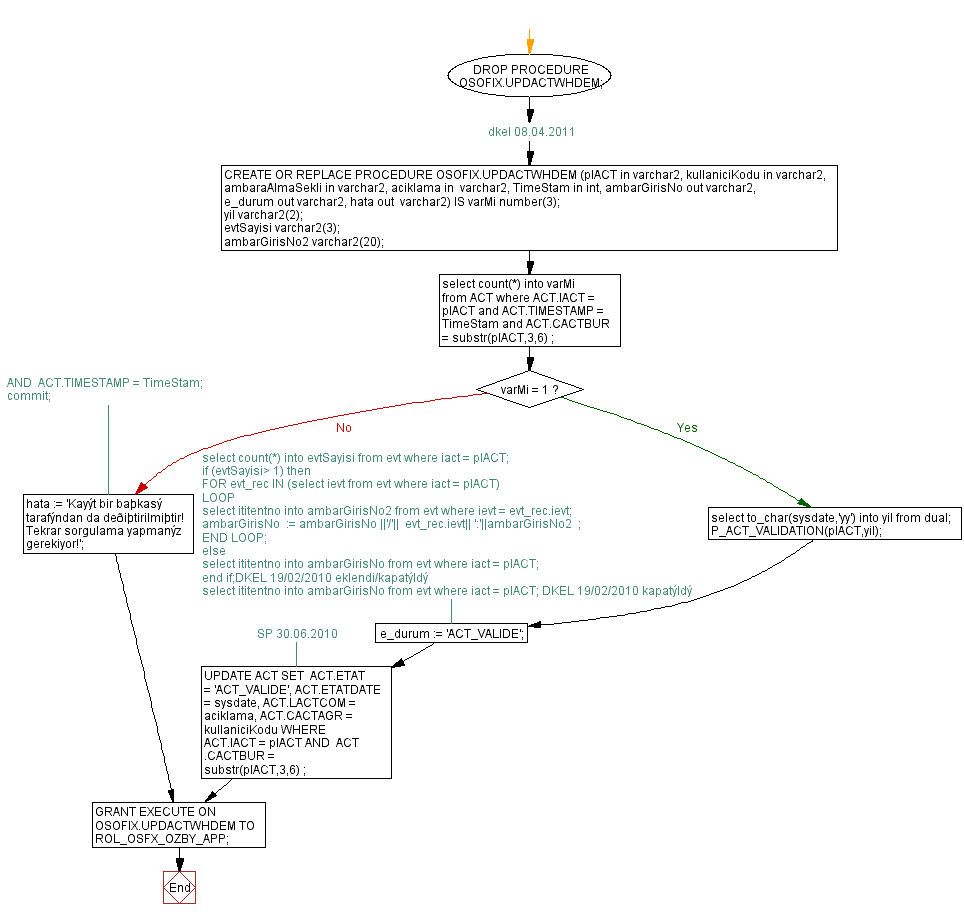 DROP PROCEDURE
OSOFIX.UPDACTWHDEM;
dkel 08.04.2011
CREATE OR REPLACE PROCEDURE OSOFIX.UPDACTWHDEM (pIACT in varchar2, kullaniciKodu in varchar2,
ambaraAlmaSekli in varchar2, aciklama in  varchar2, TimeStam in int, ambarGirisNo out varchar2,
e_durum out varchar2, hata out  varchar2) IS varMi number(3);
yil varchar2(2);
evtSayisi varchar2(3);
ambarGirisNo2 varchar2(20);
select count(*) into varMi
from ACT where ACT.IACT =
pIACT and ACT.TIMESTAMP =
TimeStam and ACT.CACTBUR
= substr(pIACT,3,6) ;
varMi = 1 ?
AND  ACT.TIMESTAMP = TimeStam;
commit;
No
Yes
hata := 'Kayýt bir baþkasý
tarafýndan da deðiþtirilmiþtir!
Tekrar sorgulama yapmanýz
gerekiyor!';
select count(*) into evtSayisi from evt where iact = pIACT;
if (evtSayisi> 1) then
FOR evt_rec IN (select ievt from evt where iact = pIACT)
LOOP
select ititentno into ambarGirisNo2 from evt where ievt = evt_rec.ievt;
ambarGirisNo  := ambarGirisNo ||'/'||  evt_rec.ievt|| ':'||ambarGirisNo2  ;
END LOOP;
else
select ititentno into ambarGirisNo from evt where iact = pIACT;
end if;DKEL 19/02/2010 eklendi/kapatýldý
select ititentno into ambarGirisNo from evt where iact = pIACT; DKEL 19/02/2010 kapatýldý
select to_char(sysdate,'yy') into yil from dual;
P_ACT_VALIDATION(pIACT,yil);
e_durum := 'ACT_VALIDE';
SP 30.06.2010
UPDATE ACT SET  ACT.ETAT
= 'ACT_VALIDE', ACT.ETATDATE
= sysdate, ACT.LACTCOM =
aciklama, ACT.CACTAGR =
kullaniciKodu WHERE
ACT.IACT = pIACT AND  ACT
.CACTBUR =
substr(pIACT,3,6) ;
GRANT EXECUTE ON
OSOFIX.UPDACTWHDEM TO
ROL_OSFX_OZBY_APP;
End